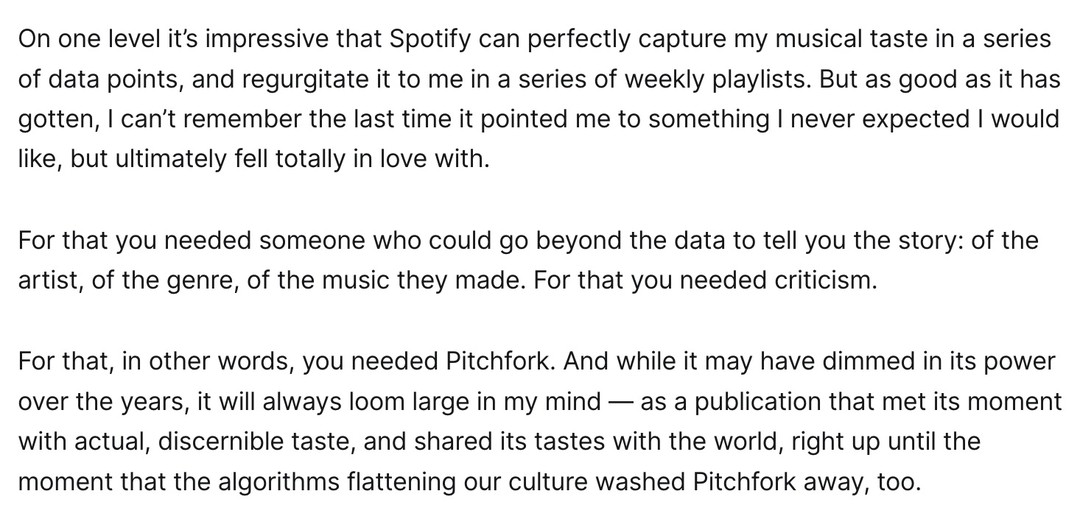 On one level it’s impressive that Spotify can perfectly capture my musical taste in a series
of data points, and regurgitate it to me in a series of weekly playlists. But as good as it has
gotten, I can’t remember the last time it pointed me to something I never expected I would
like, but ultimately fell totally in love with.
For that you needed someone who could go beyond the data to tell you the story: of the
artist, of the genre, of the music they made. For that you needed criticism.
For that, in other words, you needed Pitchfork. And while it may have dimmed in its power
over the years, it will always loom large in my mind — as a publication that met its moment
with actual, discernible taste, and shared its tastes with the world, right up until the
moment that the algorithms flattening our culture washed Pitchfork away, too.